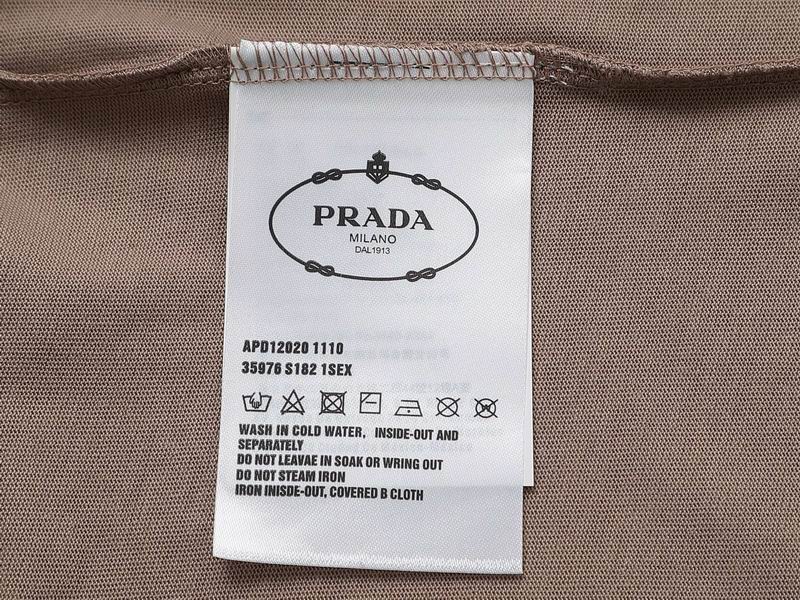 PRADA
MILANO
DAL1913
APD12020 1110
35976 S182 1SEX
WASH IN COLD WATER, INSIDE-OUT AND
SEPARATELY
DO NOT LEAVAE IN SOAK OR WRING OUT
DO NOT STEAM IRON
IRON INISDE-OUT, COVERED B CLOTH